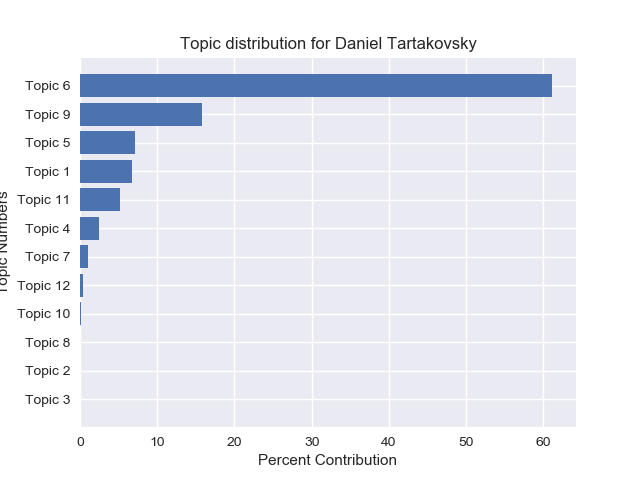 Topic distribution for Daniel Tartakovsky
Topic 6
Topic 9
Topic 5
Topic 1
Topic 11
Topic 4
Topic 7
Topic 12
Topic 10
Topic 8
Topic 2
Topic 3
Topic Numbers
0 10 20 30 40 50 60
Percent Contribution